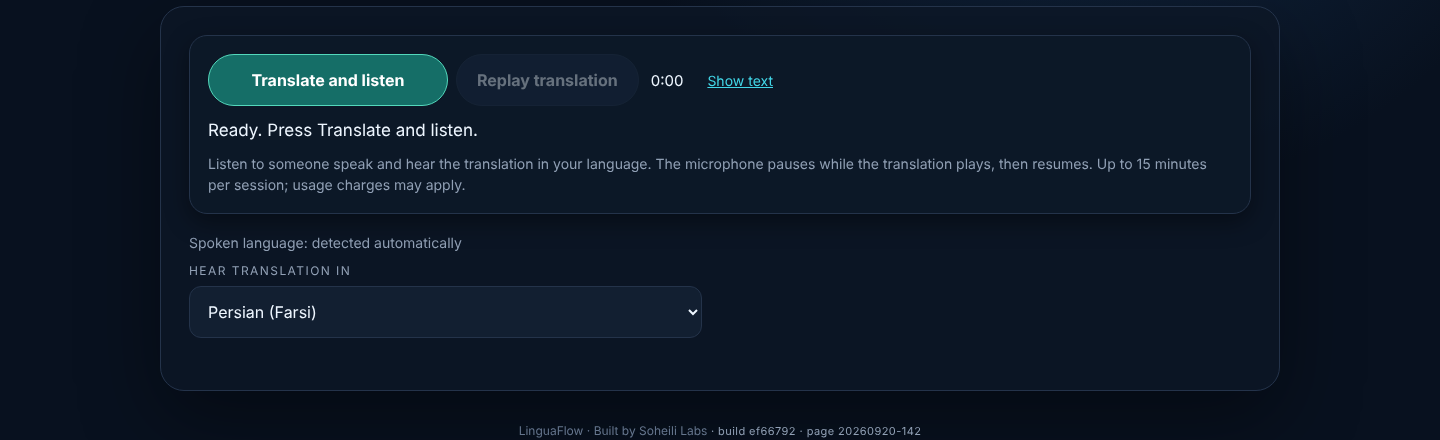 Translate and listen
Replay translation
0:00
Show text
Ready. Press Translate and listen.
Listen to someone speak and hear the translation in your language. The microphone pauses while the translation plays, then resumes. Up to 15 minutes
per session; usage charges may apply.
Spoken language: detected automatically
HEAR TRANSLATION IN
Persian (Farsi)
LinguaFlow · Built by Soheili Labs · build ef66792 · page 20260920-142